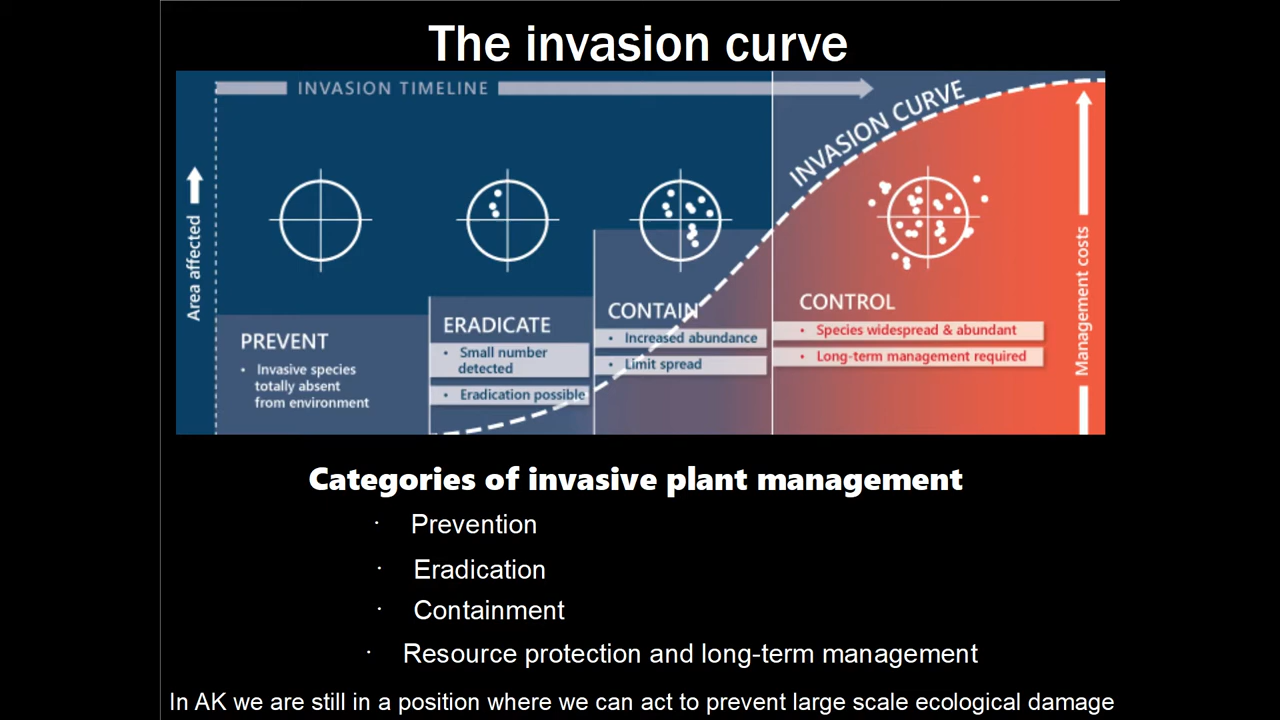 The invasion curve
INVASION TIMELINE
INVASION CURVE
Area affected
Management costs
PREVENT
• Invasive species
totally absent
from environment
ERADICATE
• Small number
detected
• Eradication possible
CONTAIN
• Increased abundance
• Limit spread
CONTROL
• Species widespread & abundant
• Long-term management required
Categories of invasive plant management
· Prevention
· Eradication
· Containment
· Resource protection and long-term management
In AK we are still in a position where we can act to prevent large scale ecological damage